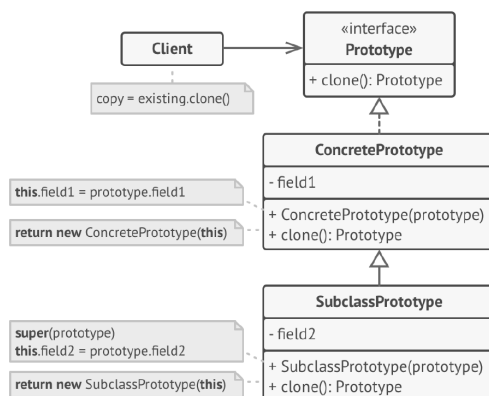 «interface»
Client
Prototype
+ clone(): Prototype
copy = existing.clone()
ConcretePrototype
- field1
this.field1 = prototype.field1
+ ConcretePrototype(prototype)
return new ConcretePrototype(this)
+ clone(): Prototype
SubclassPrototype
- field2
super(prototype)
this.field2 = prototype.field2
+ SubclassPrototype(prototype)
return new SubclassPrototype(this)
+ clone(): Prototype